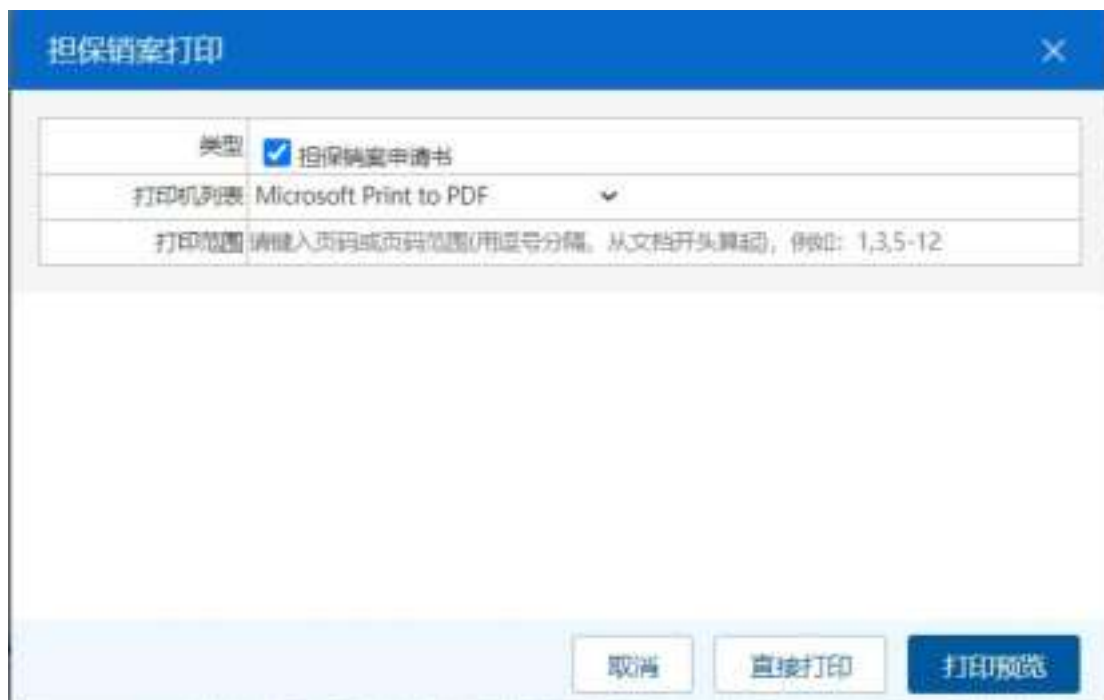 担保销案打印
类型 担保销案申请书
打印机列表 Microsoft Print to PDF
打印范围 请键入页码或页码范围(用逗号分隔，从文档开头算起)，例如：1,3,5-12
取消 直接打印 打印预览